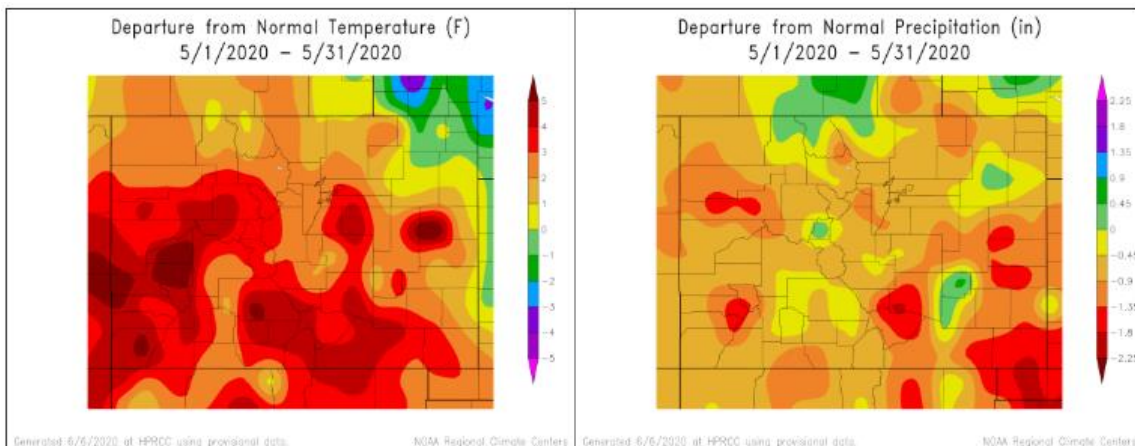 Departure from Normal Temperature (F)
5/1/2020 – 5/31/2020
5
4
3
2
1
0
-1
-2
-3
-4
-5
Generated 6/6/2020 at HPRCC using provisional data.
NOAA Regional Climate Centers
Departure from Normal Precipitation (in)
5/1/2020 – 5/31/2020
2.25
1.8
1.35
0.9
0.45
0
-0.45
-0.9
-1.35
-1.8
-2.25
Generated 6/6/2020 at HPRCC using provisional data.
NOAA Regional Climate Centers